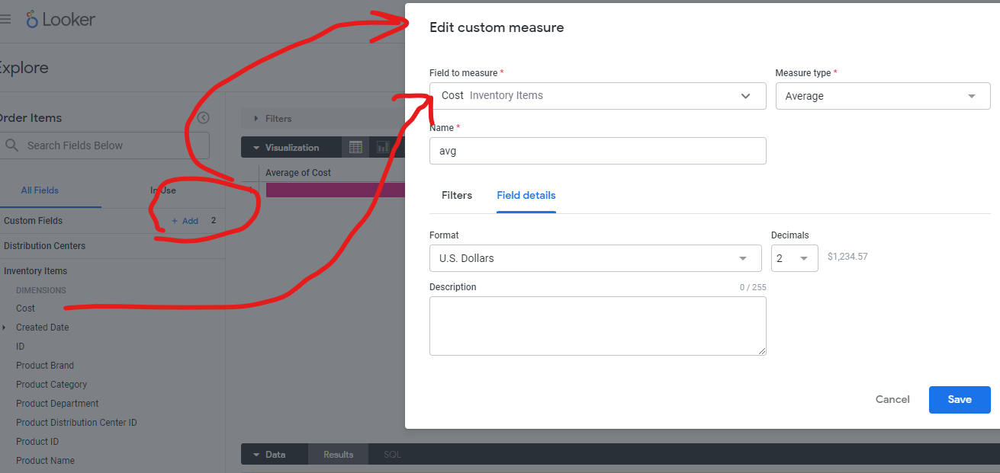 Looker
Edit custom measure
Explore
Field to measure *
Measure type *
Cost Inventory Items
Average
Order Items
Filters
Name *
Search Fields Below
Visualization
avg
Average of Cost
All Fields
In Use
Filters
Field details
Custom Fields
+ Add 2
Format
Decimals
Distribution Centers
U.S. Dollars
2
$1,234.57
Inventory Items
DIMENSIONS
Description
0 / 255
Cost
Created Date
ID
Product Brand
Product Category
Product Department
Cancel
Save
Product Distribution Center ID
Product ID
Data
Results
SQL
Product Name